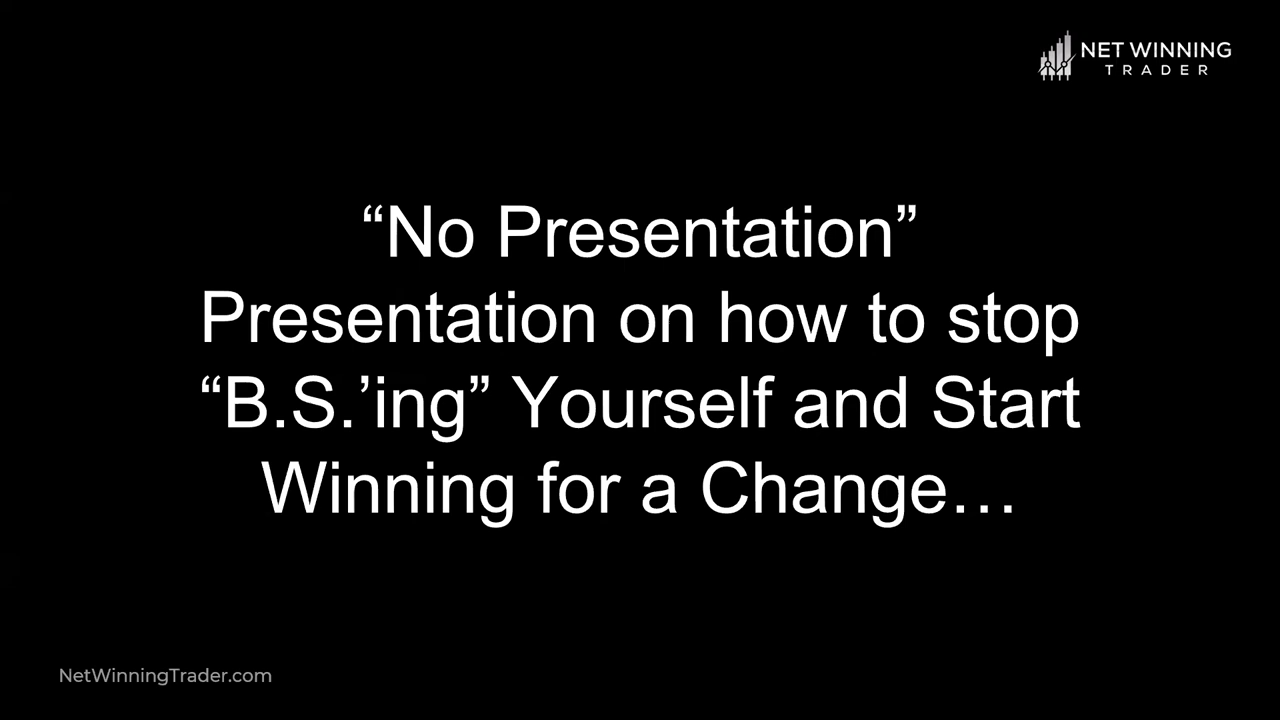 NET WINNING
TRADER
“No Presentation”
Presentation on how to stop
“B.S.’ing” Yourself and Start
Winning for a Change…
NetWinningTrader.com